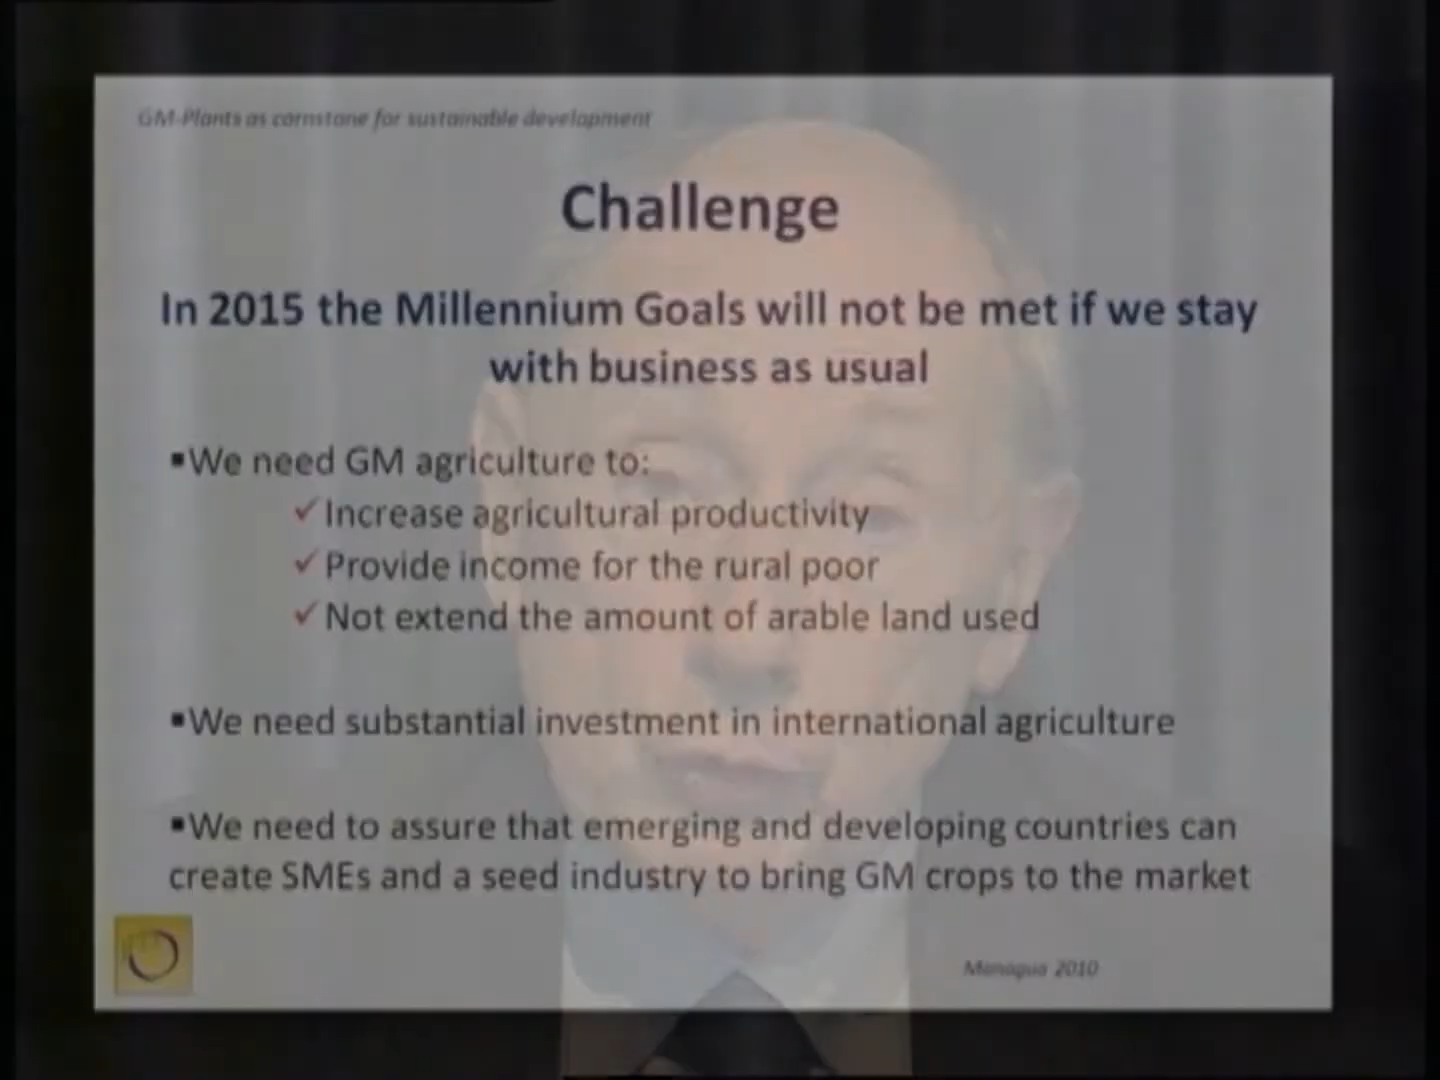 GM-Plants as cornstone for sustainable development
Challenge
In 2015 the Millennium Goals will not be met if we stay
with business as usual
▪We need GM agriculture to:
✓Increase agricultural productivity
✓Provide income for the rural poor
✓Not extend the amount of arable land used
▪We need substantial investment in international agriculture
▪We need to assure that emerging and developing countries can
create SMEs and a seed industry to bring GM crops to the market
Managua 2010